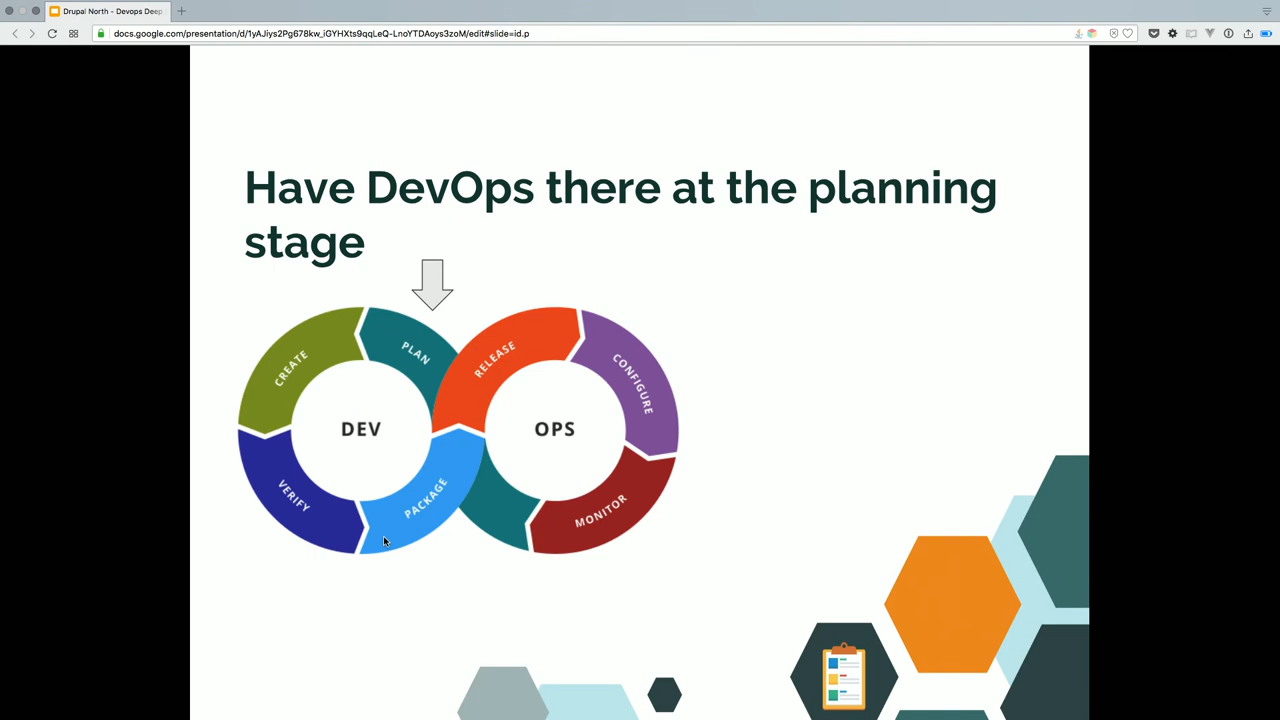 Drupal North - Devops Deep
docs.google.com/presentation/d/1yAJiys2Pg678kw_iGYHXts9qqLeQ-LnoYTDAoys3zoM/edit#slide=id.p
Have DevOps there at the planning
stage
CREATE
PLAN
RELEASE
CONFIGURE
DEV
OPS
VERIFY
PACKAGE
MONITOR